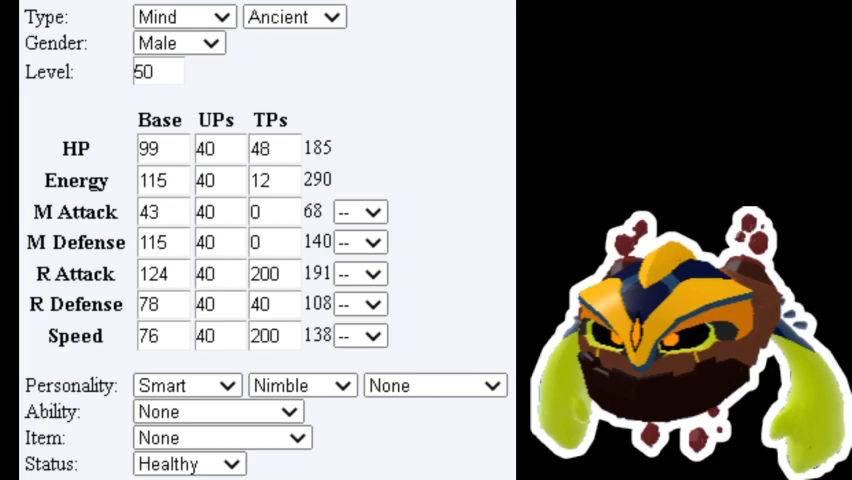 Type: Mind Ancient
Gender: Male
Level: 50
Base UPs TPs
HP 99 40 48 185
Energy 115 40 12 290
M Attack 43 40 0 68 --
M Defense 115 40 0 140 --
R Attack 124 40 200 191 --
R Defense 78 40 40 108 --
Speed 76 40 200 138 --
Personality: Smart Nimble None
Ability: None
Item: None
Status: Healthy